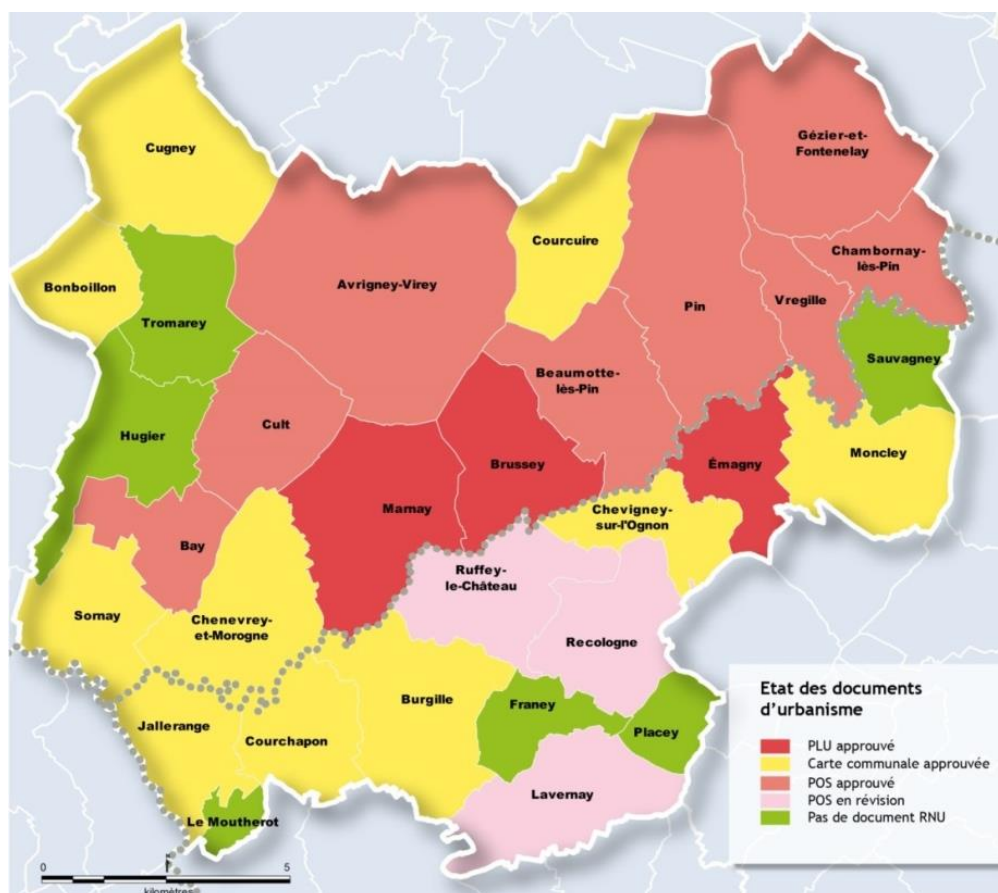 Cugney
Gézier-et-
Fontenelay
Courcuire
Chambornay-
lès-Pin
Bonboillon
Avrigney-Virey
Vregille
Pin
Tromarey
Sauvagney
Beaumotte-
lès-Pin
Cult
Hugier
Moncley
Brussey
Émagny
Marnay
Chevigney-
sur-l'Ognon
Bay
Ruffey-
le-Château
Sornay
Chenevrey-
et-Morogne
Recologne
Burgille
Franey
Jallerange
Placey
Courchapon
Lavernay
Le Moutherot
Etat des documents
d'urbanisme
PLU approuvé
Carte communale approuvée
POS approuvé
POS en révision
Pas de document RNU
0
5
kilomètres